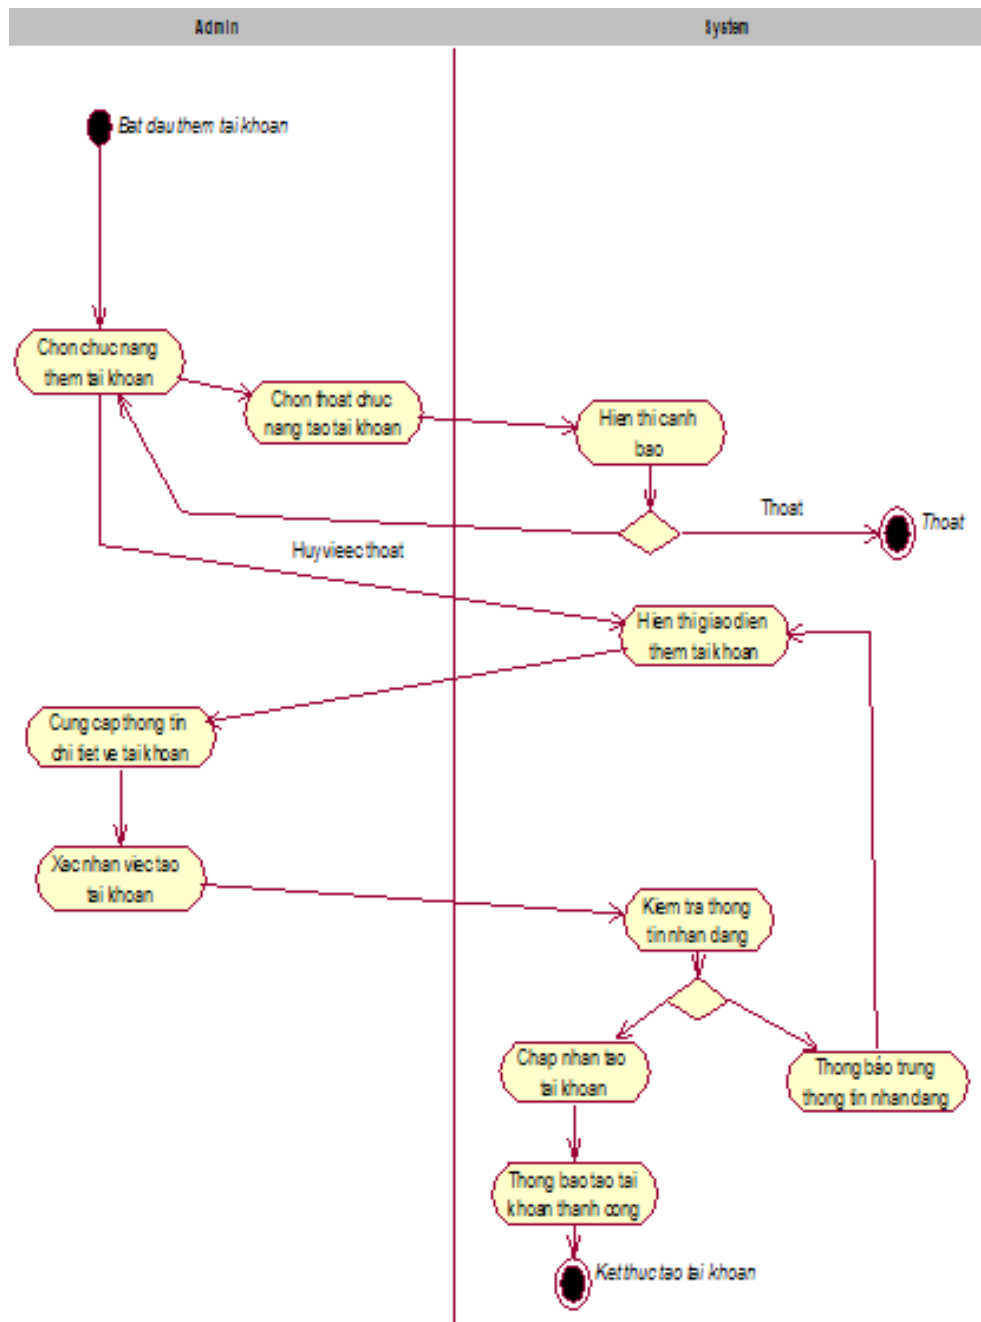 Admin
System
Bat dau them tai khoan
Chon chuc nang
them tai khoan
Chon thoat chuc
nang tao tai khoan
Hien thi canh
bao
Thoat
Thoat
Huy vieec thoat
Hien thi giao dien
them tai khoan
Cung cap thong tin
chi tiet ve tai khoan
Xac nhan viec tao
tai khoan
Kiem tra thong
tin nhan dang
Chap nhan tao
tai khoan
Thong báo trung
thong tin nhan dang
Thong bao tao tai
khoan thanh cong
Ket thuc tao tai khoan